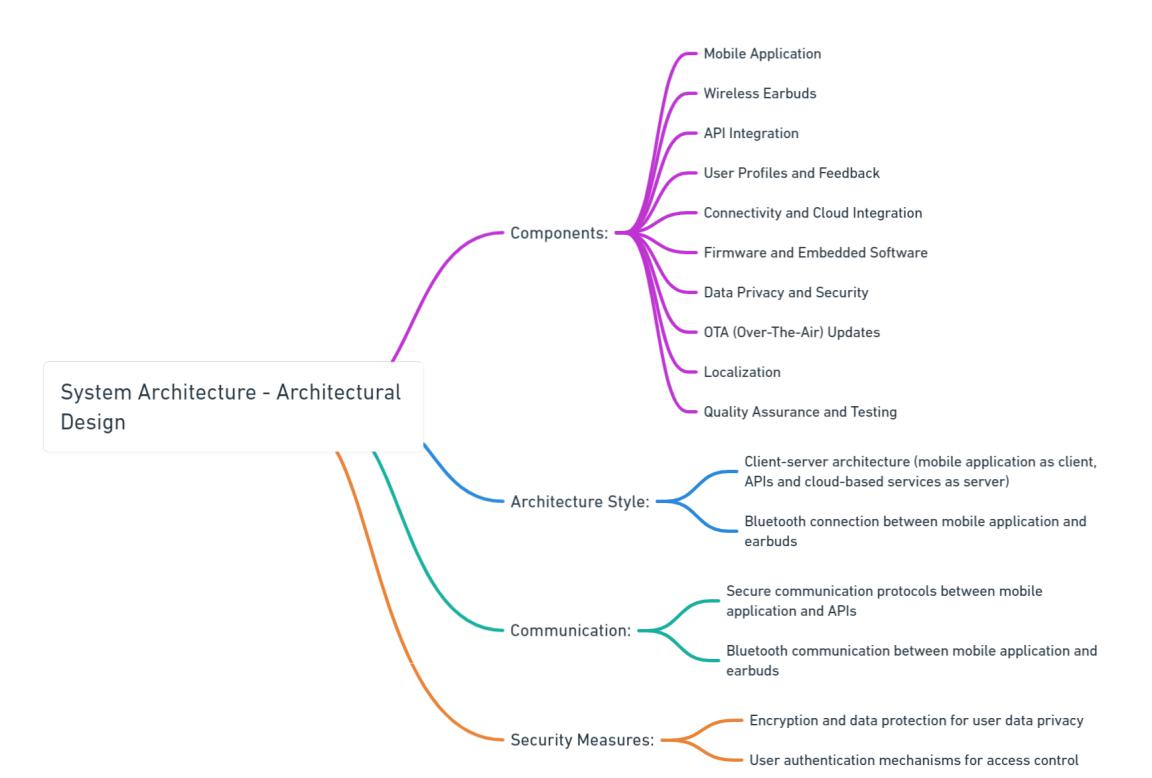 Mobile Application
Wireless Earbuds
API Integration
User Profiles and Feedback
Connectivity and Cloud Integration
Components:
Firmware and Embedded Software
Data Privacy and Security
OTA (Over-The-Air) Updates
Localization
Quality Assurance and Testing
System Architecture - Architectural
Design
Architecture Style:
Client-server architecture (mobile application as client,
APIs and cloud-based services as server)
Bluetooth connection between mobile application and
earbuds
Communication:
Secure communication protocols between mobile
application and APIs
Bluetooth communication between mobile application and
earbuds
Security Measures:
Encryption and data protection for user data privacy
User authentication mechanisms for access control